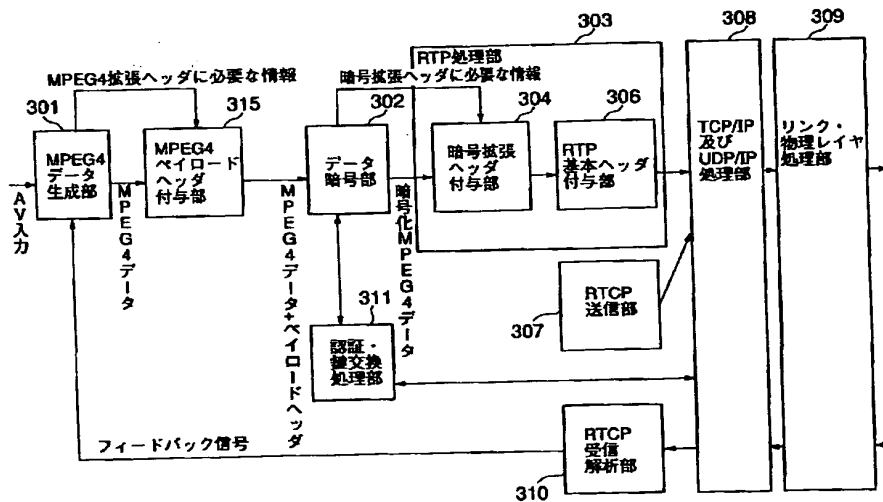 303
308
309
RTP処理部
MPEG4拡張ヘッダに必要な情報
暗号拡張ヘッダに必要な情報
301
315
302
304
306
MPEG4
データ
生成部
MPEG4
ペイロード
ヘッダ
付与部
データ
暗号部
暗号拡張
ヘッダ
付与部
RTP
基本ヘッダ
付与部
TCP/IP
及び
UDP/IP
処理部
リンク・
物理レイヤ
処理部
AV入力
MPEG4データ
MPEG4データ+ペイロードヘッダ
暗号化MPEG4データ
311
認証・
鍵交換
処理部
307
RTCP
送信部
フィードバック信号
RTCP
受信
解析部
310